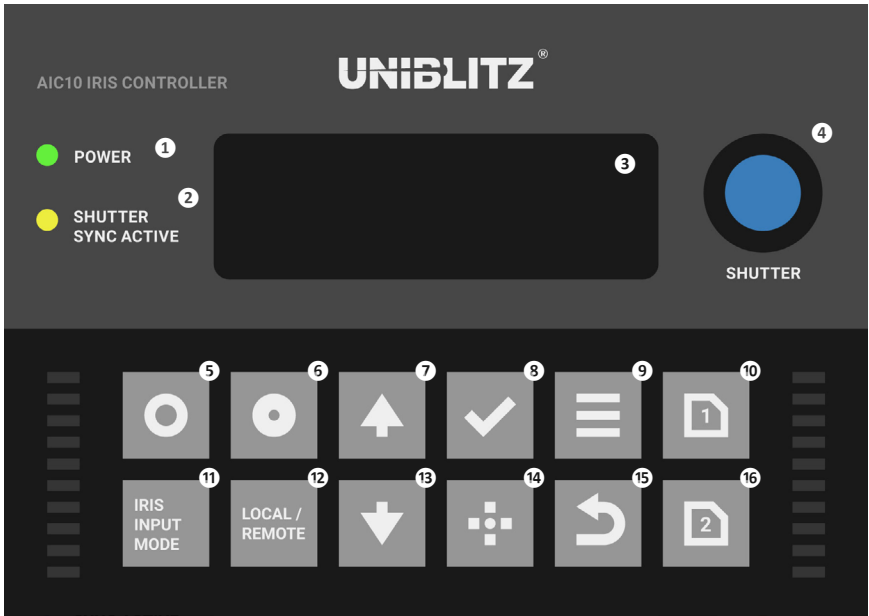 UNIBLITZ®
AIC10 IRIS CONTROLLER
4
1
POWER
3
2
SHUTTER
SYNC ACTIVE
SHUTTER
5
6
7
8
9
10
1
11
12
13
14
15
16
IRIS
INPUT
MODE
LOCAL /
REMOTE
2